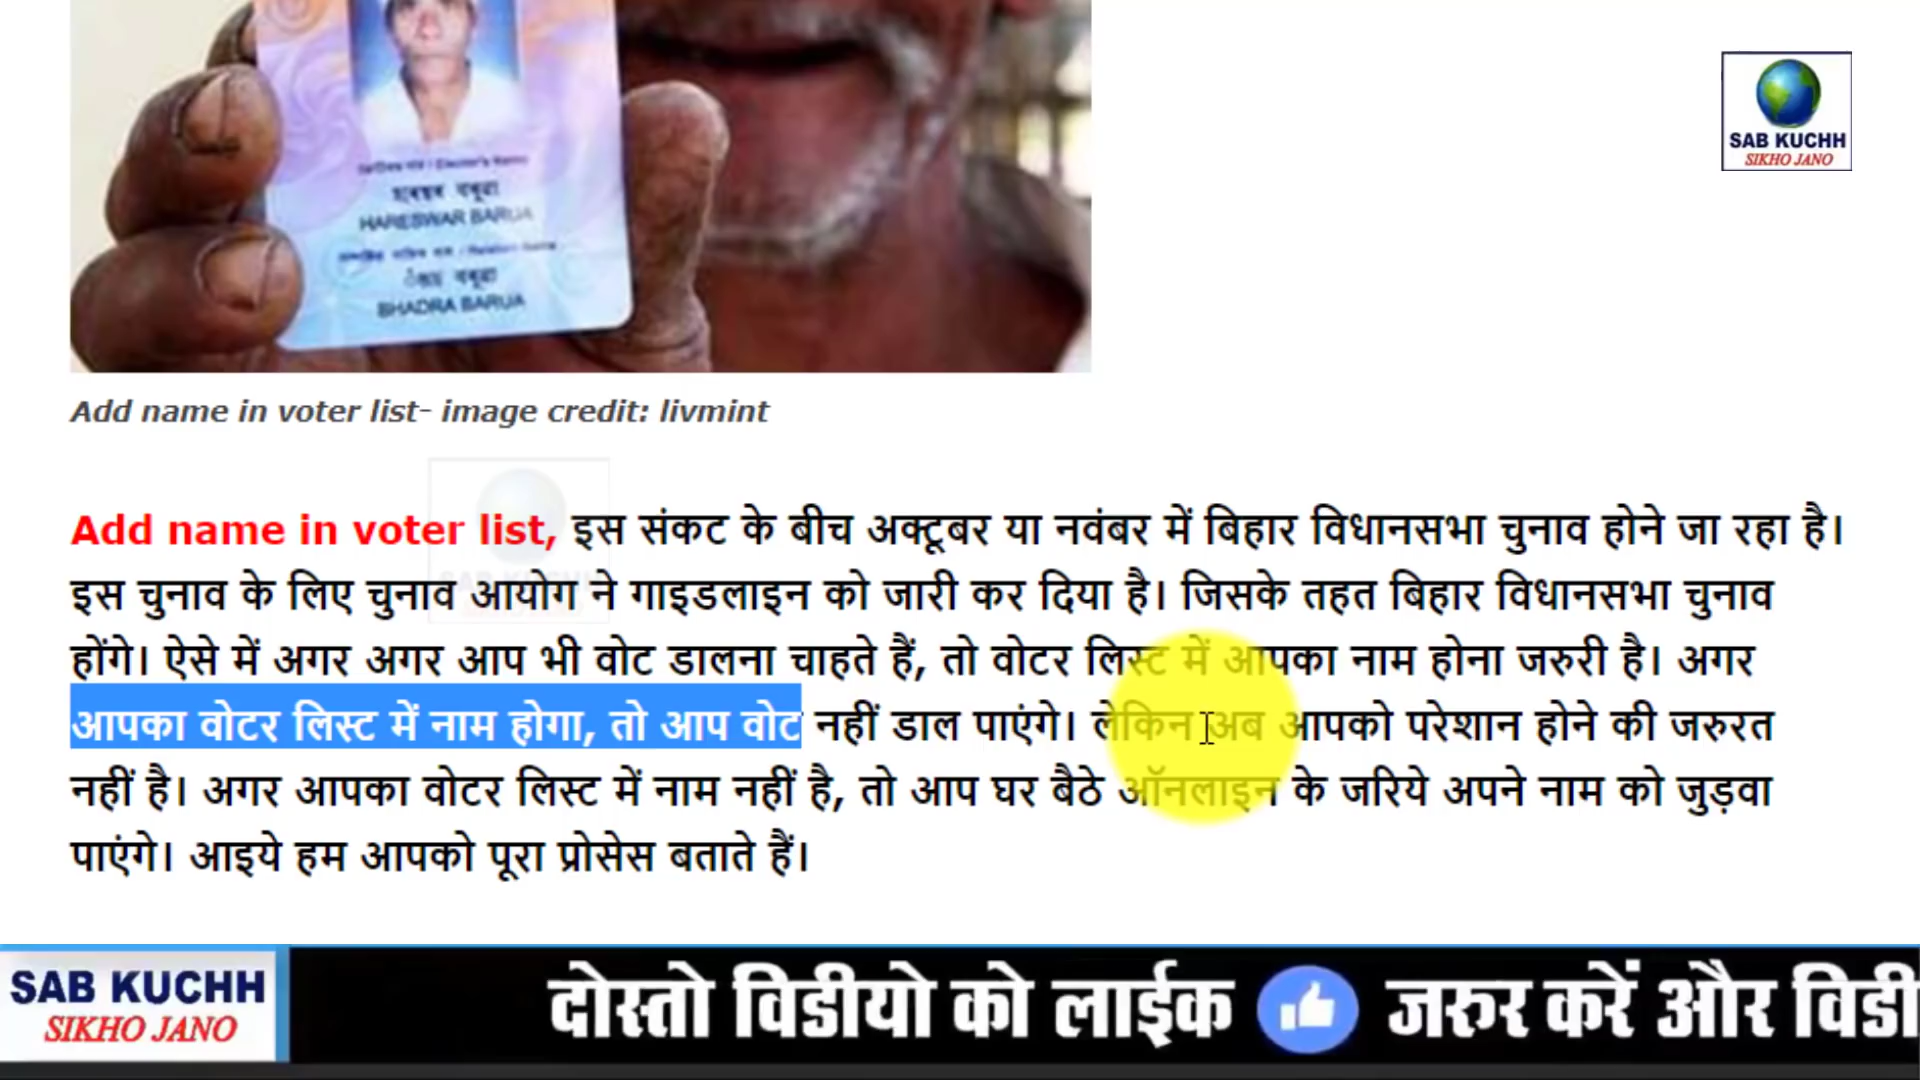 SAB KUCHH
SIKHO JANO
HARESWAR BARUA
BHADRA BARUA
Add name in voter list- image credit: livmint
Add name in voter list, इस संकट के बीच अक्टूबर या नवंबर में बिहार विधानसभा चुनाव होने जा रहा है।
इस चुनाव के लिए चुनाव आयोग ने गाइडलाइन को जारी कर दिया है। जिसके तहत बिहार विधानसभा चुनाव
होंगे। ऐसे में अगर अगर आप भी वोट डालना चाहते हैं, तो वोटर लिस्ट में आपका नाम होना जरुरी है। अगर
आपका वोटर लिस्ट में नाम होगा, तो आप वोट नहीं डाल पाएंगे। लेकिन अब आपको परेशान होने की जरुरत
नहीं है। अगर आपका वोटर लिस्ट में नाम नहीं है, तो आप घर बैठे ऑनलाइन के जरिये अपने नाम को जुड़वा
पाएंगे। आइये हम आपको पूरा प्रोसेस बताते हैं।
SAB KUCHH
SIKHO JANO
दोस्तो विडीयो को लाईक जरुर करें और विडी